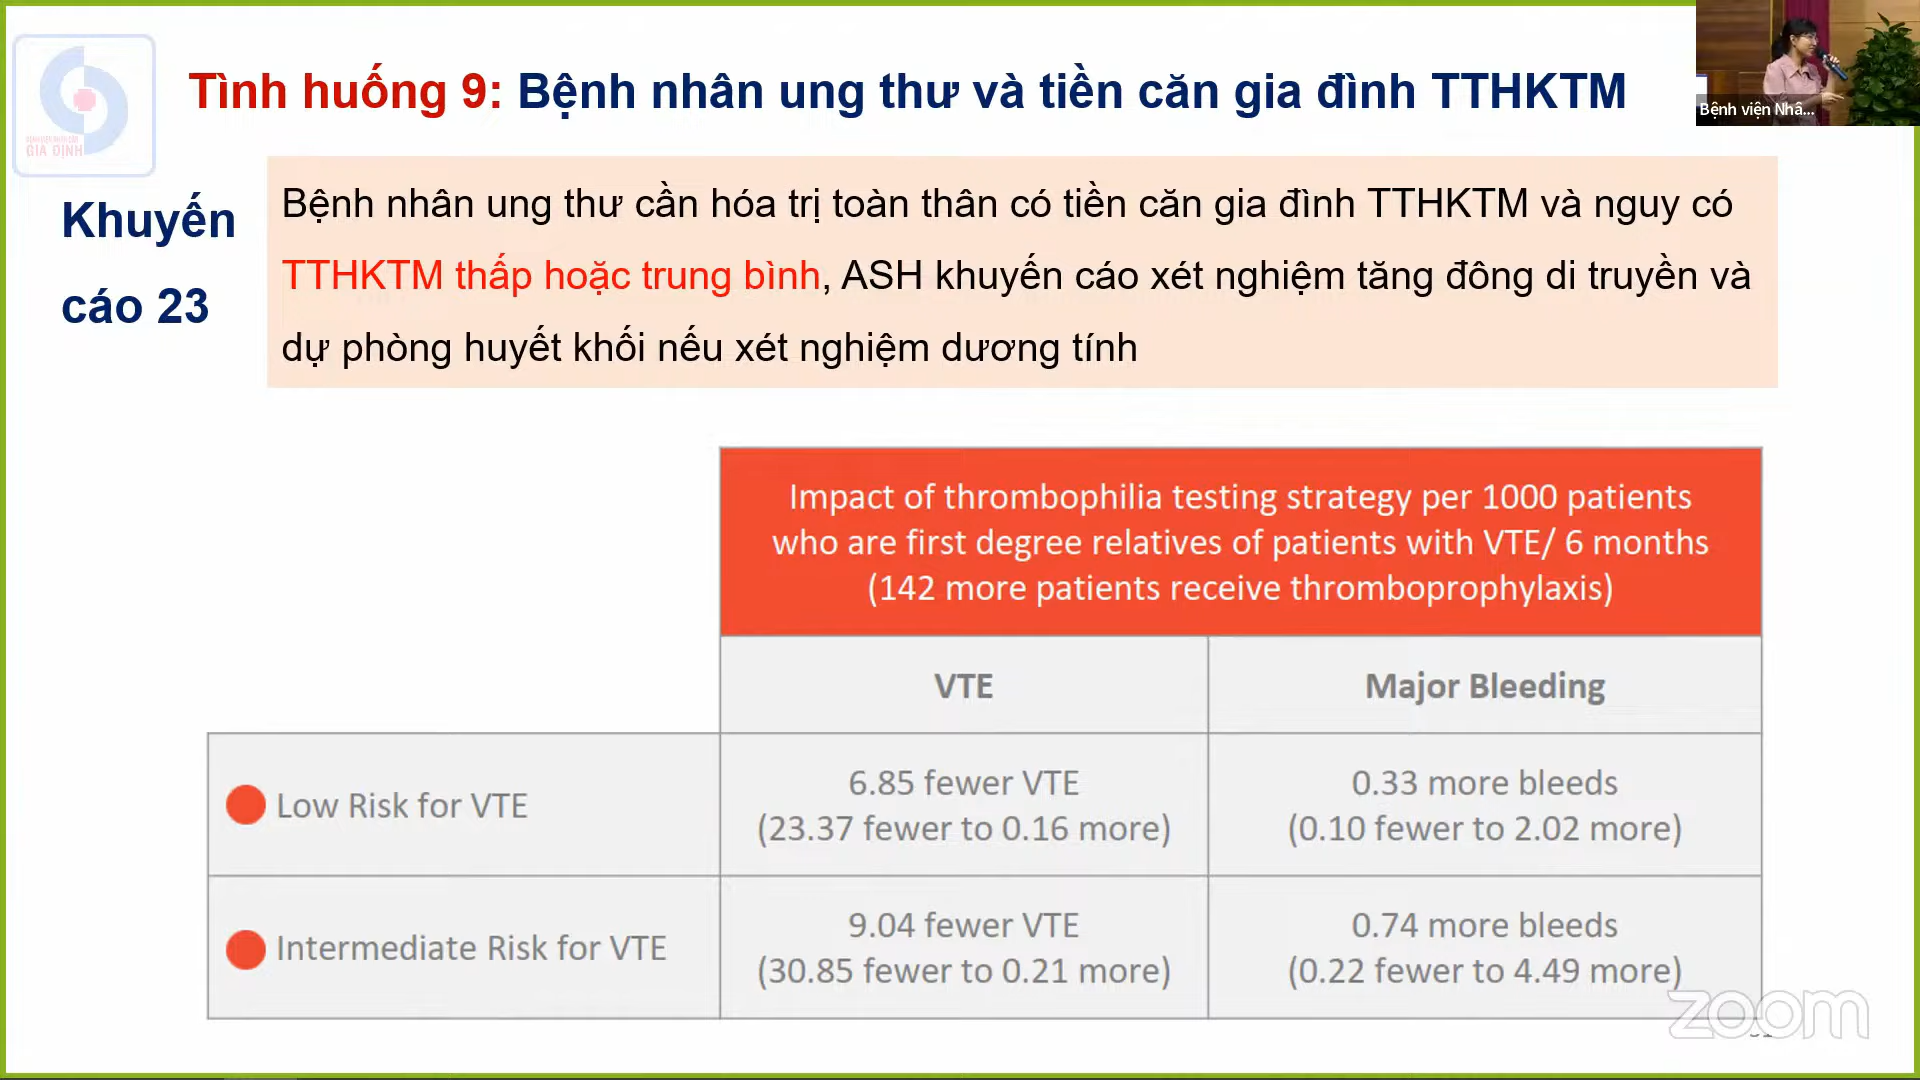 Tình huống 9: Bệnh nhân ung thư và tiền căn gia đình TTHKTM
Bệnh viện Nhâ...
BỆNH VIỆN NHÂN DÂN
GIA ĐỊNH
Khuyến
cáo 23
Bệnh nhân ung thư cần hóa trị toàn thân có tiền căn gia đình TTHKTM và nguy có
TTHKTM thấp hoặc trung bình, ASH khuyến cáo xét nghiệm tăng đông di truyền và
dự phòng huyết khối nếu xét nghiệm dương tính
Impact of thrombophilia testing strategy per 1000 patients
who are first degree relatives of patients with VTE/ 6 months
(142 more patients receive thromboprophylaxis)
VTE
Major Bleeding
Low Risk for VTE
6.85 fewer VTE
(23.37 fewer to 0.16 more)
0.33 more bleeds
(0.10 fewer to 2.02 more)
Intermediate Risk for VTE
9.04 fewer VTE
(30.85 fewer to 0.21 more)
0.74 more bleeds
(0.22 fewer to 4.49 more)
zoom